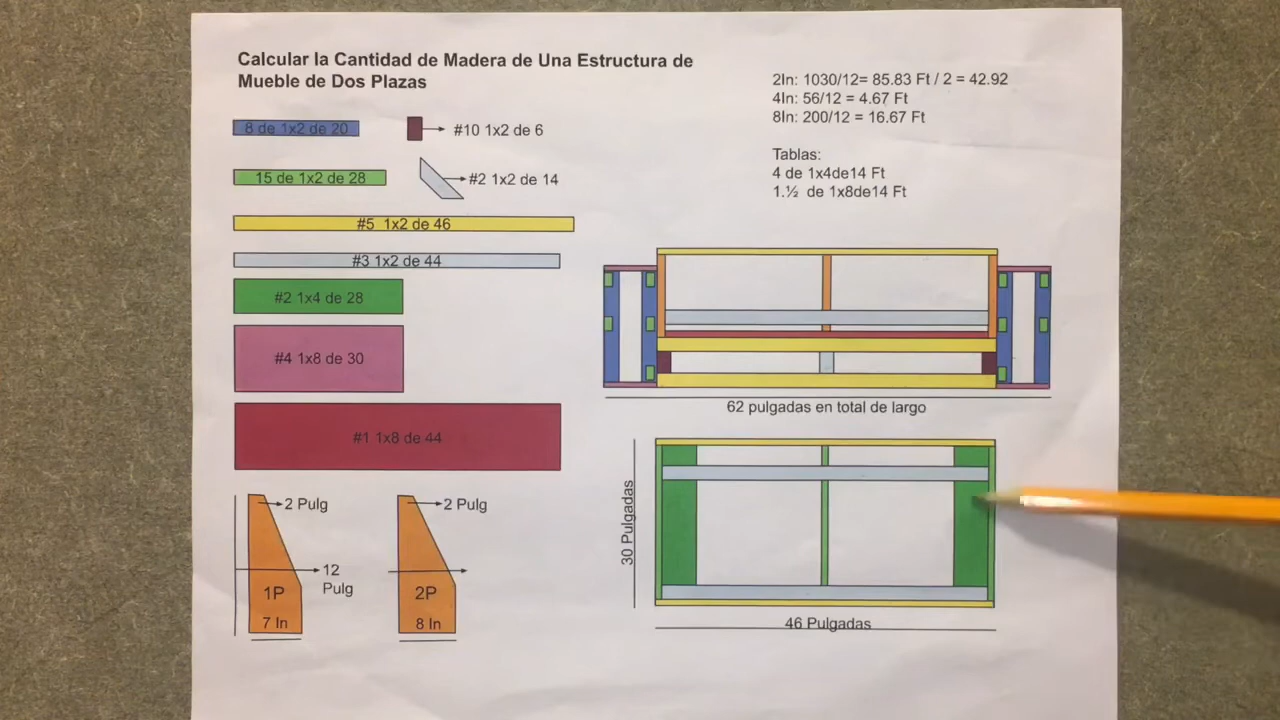 Calcular la Cantidad de Madera de Una Estructura de
Mueble de Dos Plazas
8 de 1x2 de 20
#10 1x2 de 6
15 de 1x2 de 28
#2 1x2 de 14
#5 1x2 de 46
#3 1x2 de 44
#2 1x4 de 28
#4 1x8 de 30
#1 1x8 de 44
2 Pulg
12
Pulg
1P
7 In
2 Pulg
2P
8 In
2In: 1030/12= 85.83 Ft / 2 = 42.92
4In: 56/12 = 4.67 Ft
8In: 200/12 = 16.67 Ft
Tablas:
4 de 1x4de14 Ft
1.½ de 1x8de14 Ft
62 pulgadas en total de largo
30 Pulgadas
46 Pulgadas